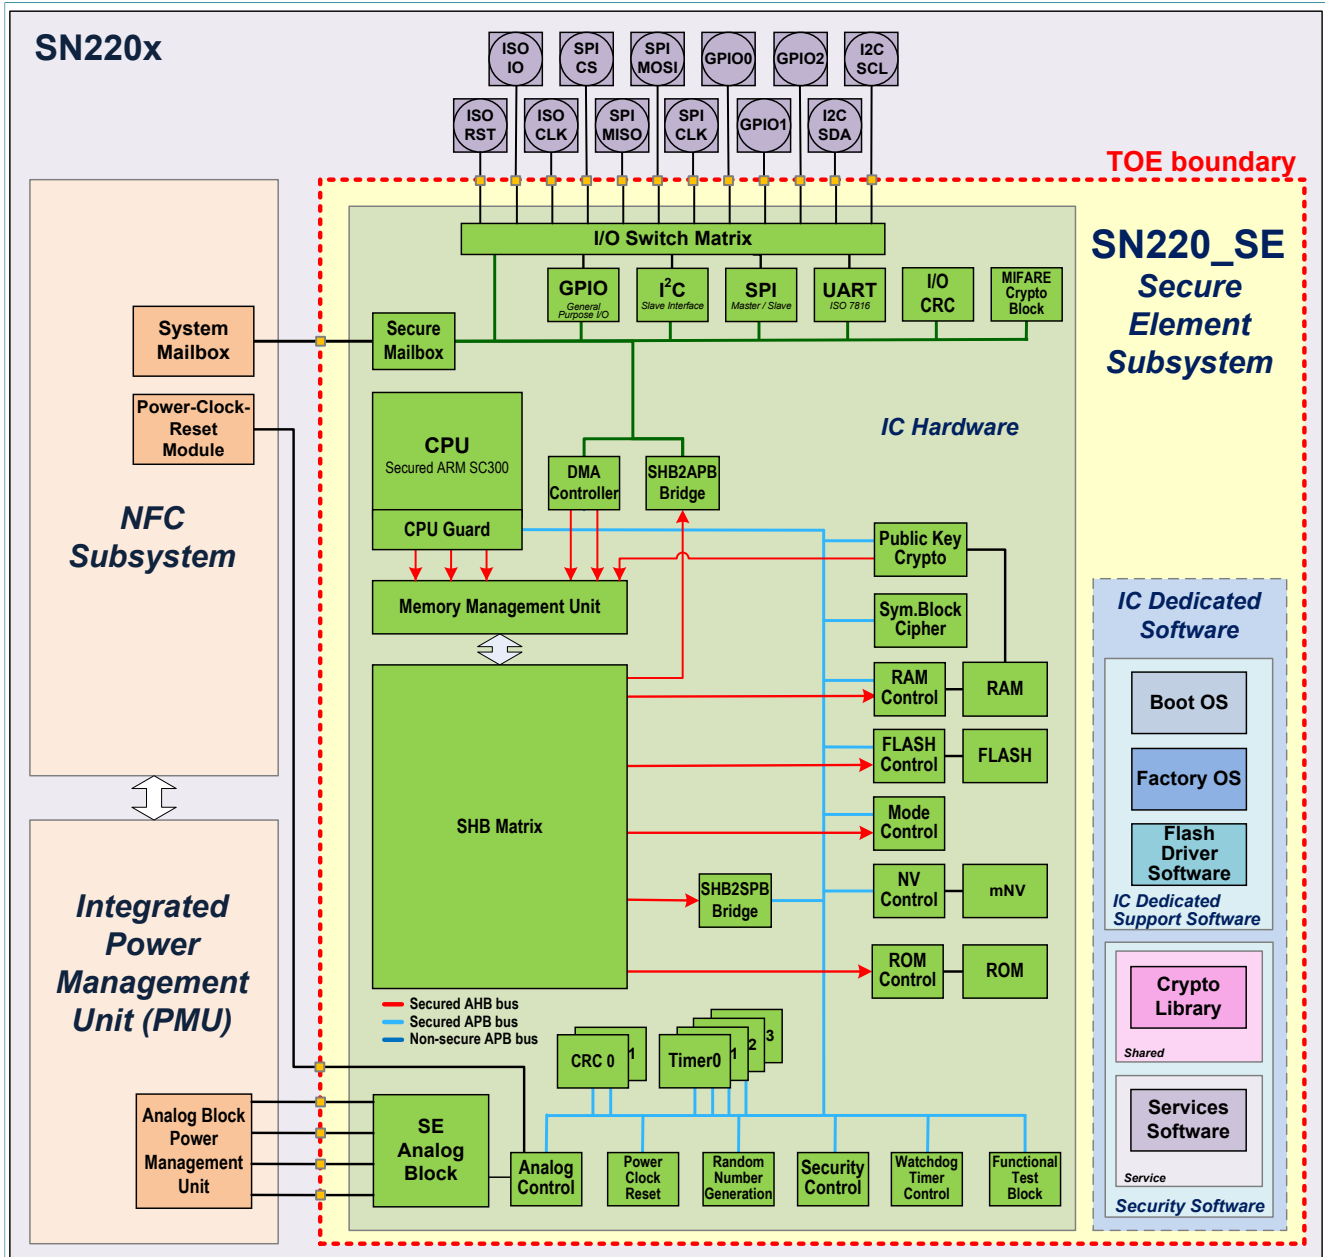 SN220x
ISO
IO
SPI
CS
SPI
MOSI
GPIO0
GPIO2
I2C
SCL
ISO
RST
ISO
CLK
SPI
MISO
SPI
CLK
GPIO1
I2C
SDA
TOE boundary
I/O Switch Matrix
SN220_SE
Secure
Element
Subsystem
GPIO
General
Purpose I/O
I2C
Slave Interface
SPI
Master / Slave
UART
ISO 7816
I/O
CRC
MIFARE
Crypto
Block
System
Mailbox
Secure
Mailbox
Power-Clock-
Reset
Module
NFC
Subsystem
CPU
Secured ARM SC300
CPU Guard
DMA
Controller
SHB2APB
Bridge
IC Hardware
Public Key
Crypto
Memory Management Unit
Sym.Block
Cipher
RAM
Control
RAM
FLASH
Control
FLASH
SHB Matrix
Mode
Control
SHB2SPB
Bridge
NV
Control
mNV
ROM
Control
ROM
IC Dedicated
Software
Boot OS
Factory OS
Flash
Driver
Software
IC Dedicated
Support Software
Crypto
Library
Shared
Services
Software
Service
Security Software
Integrated
Power
Management
Unit (PMU)
Secured AHB bus
Secured APB bus
Non-secure APB bus
CRC 0
1
Timer0
1
2
3
Analog Block
Power
Management
Unit
SE
Analog
Block
Analog
Control
Power
Clock
Reset
Random
Number
Generation
Security
Control
Watchdog
Timer
Control
Functional
Test
Block